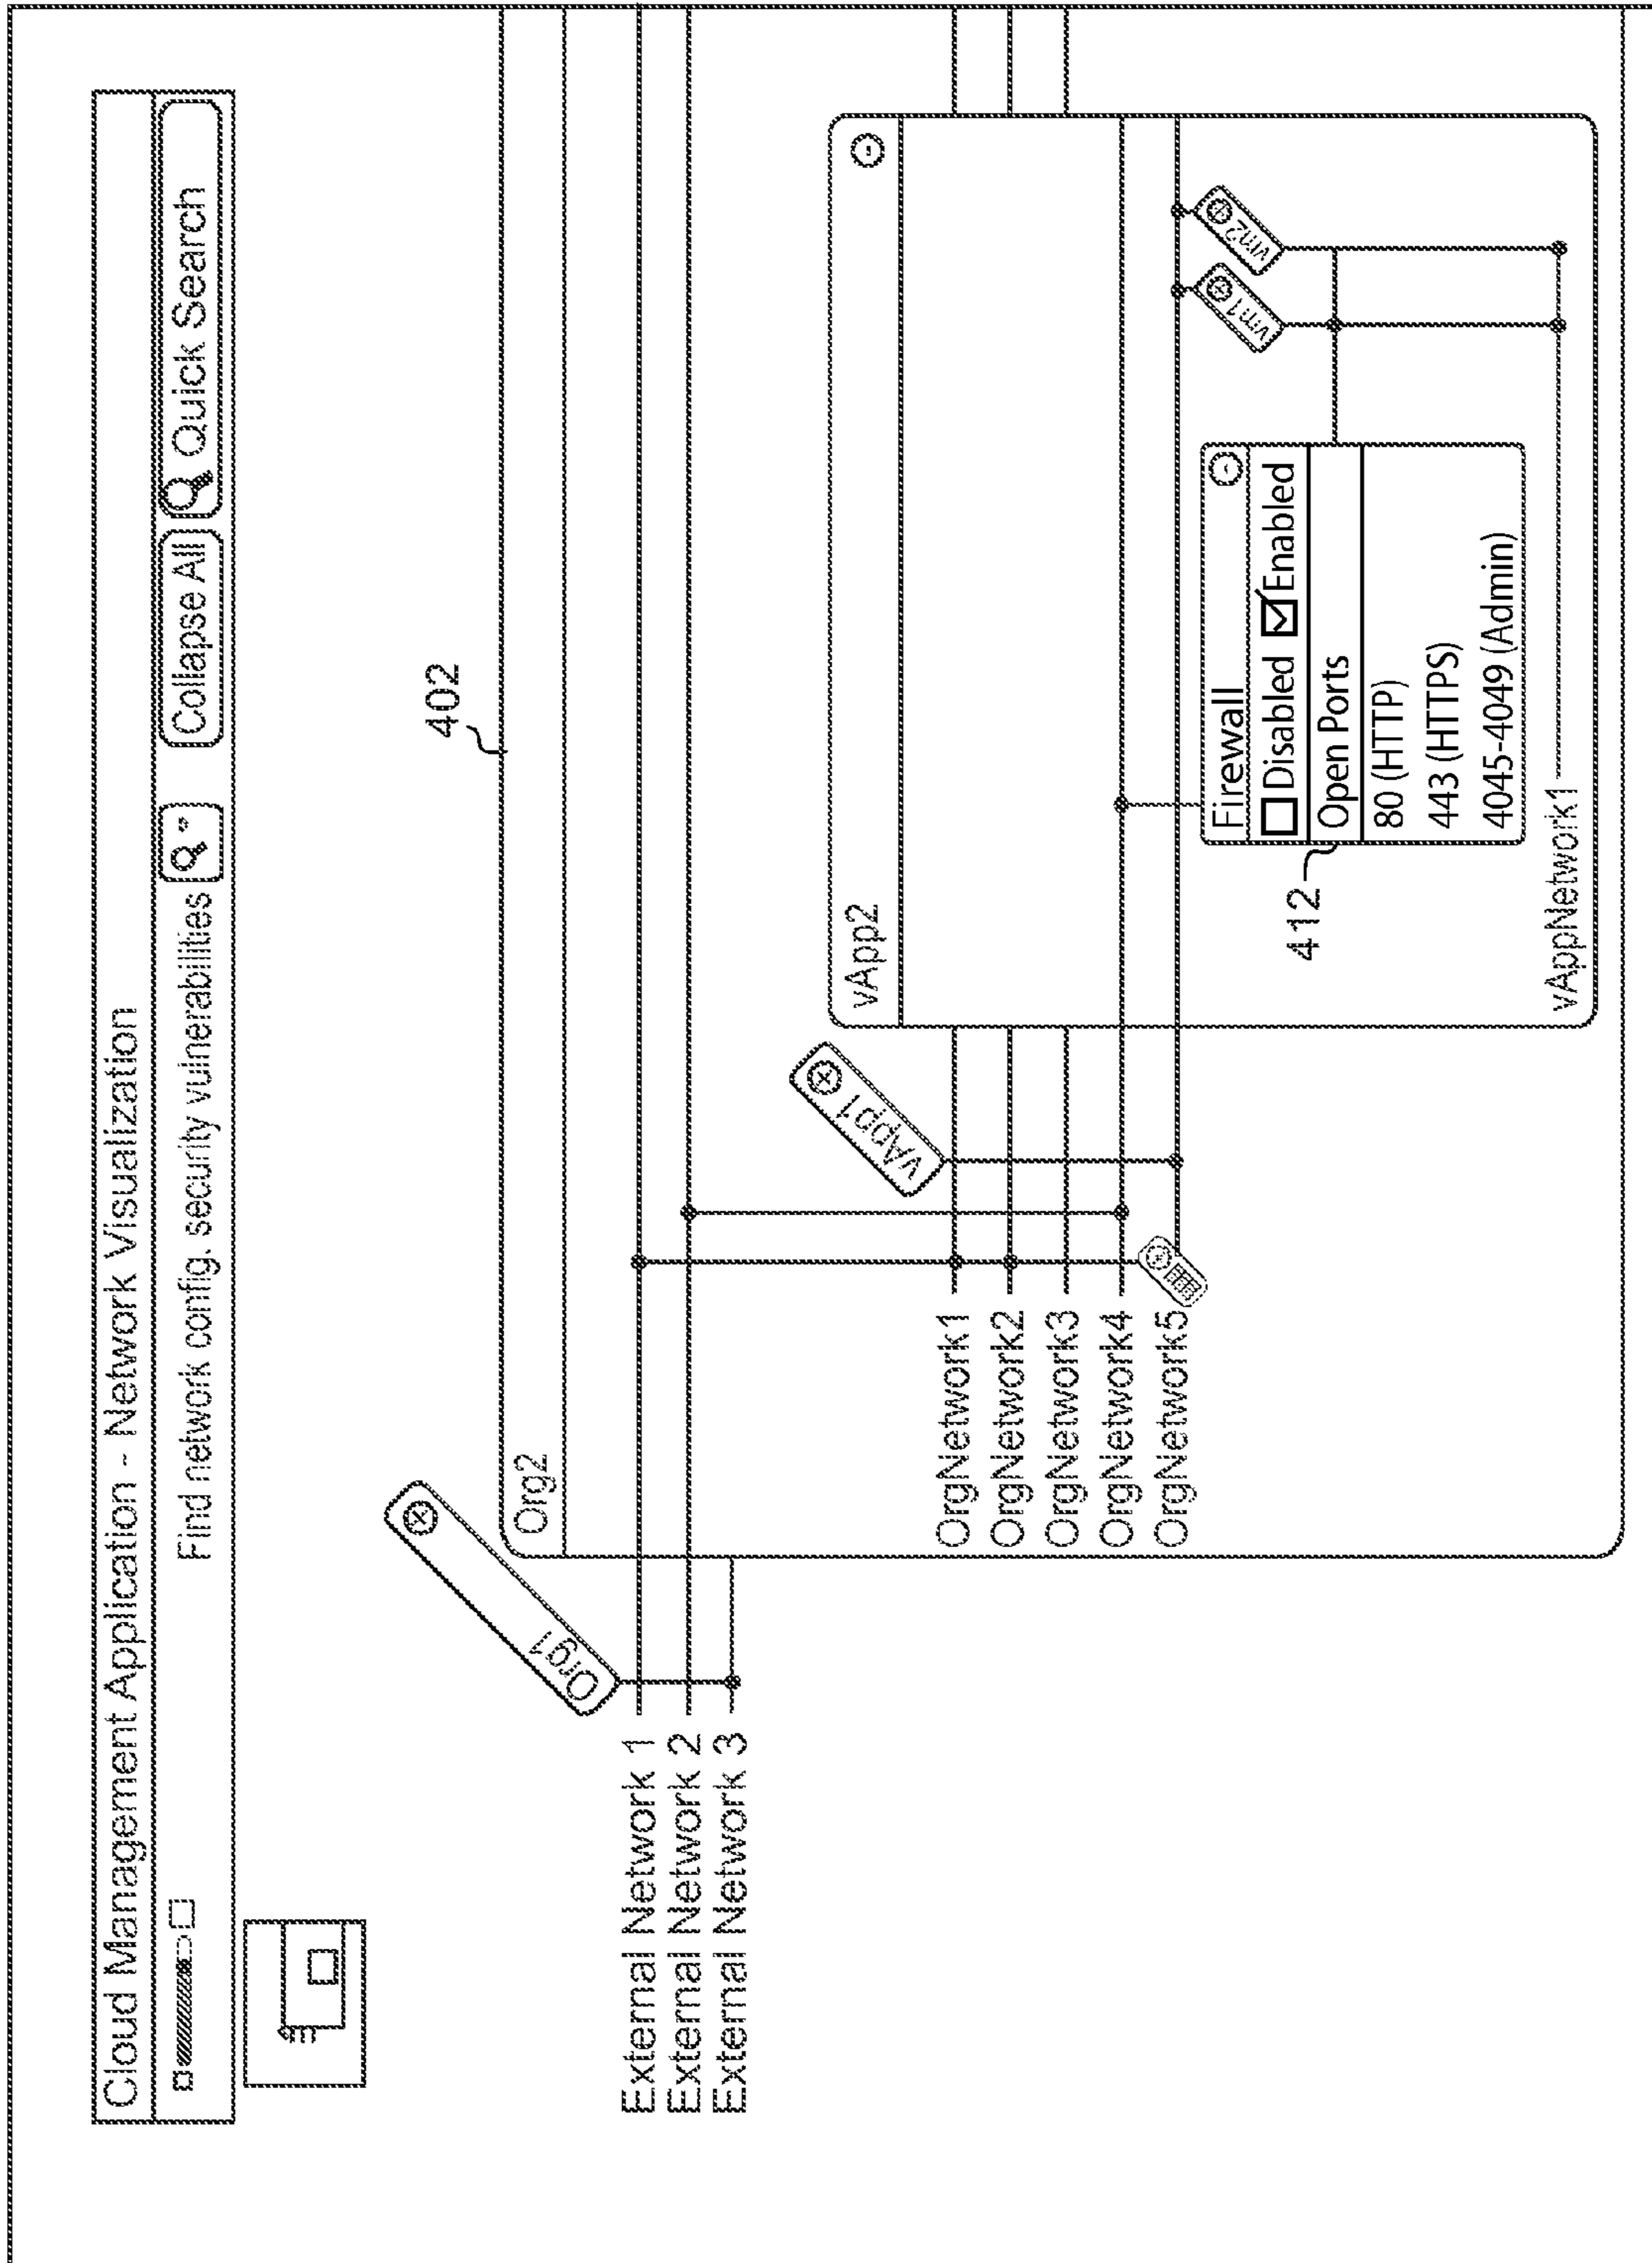 Cloud Management Application - Network Visualization
Find network config. security vulnerabilities
Collapse All
Quick Search
402
Org1
Org2
External Network 1
External Network 2
External Network 3
vApp1
vApp2
OrgNetwork1
OrgNetwork2
OrgNetwork3
OrgNetwork4
OrgNetwork5
vm1
vm2
Firewall
Disabled Enabled
Open Ports
80 (HTTP)
443 (HTTPS)
4045-4049 (Admin)
412
vAppNetwork1